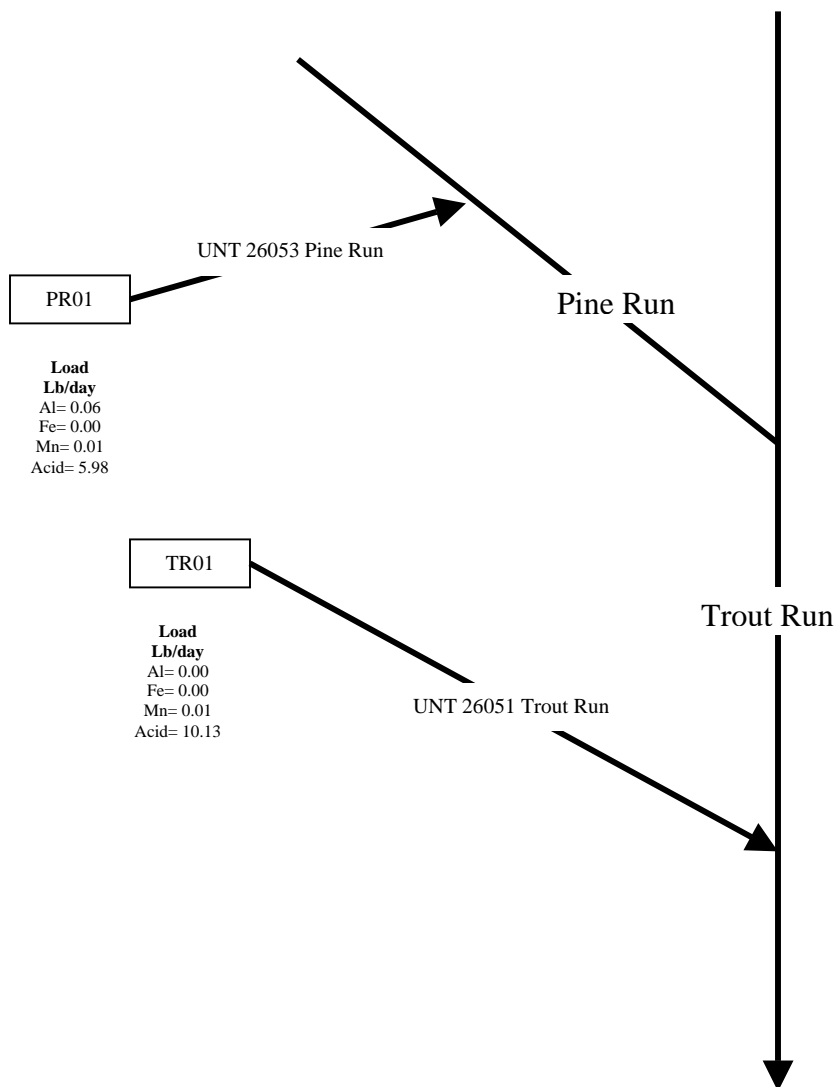 UNT 26053 Pine Run
PR01
Pine Run
Load
Lb/day
Al= 0.06
Fe= 0.00
Mn= 0.01
Acid= 5.98
TR01
Trout Run
Load
Lb/day
Al= 0.00
Fe= 0.00
Mn= 0.01
Acid= 10.13
UNT 26051 Trout Run